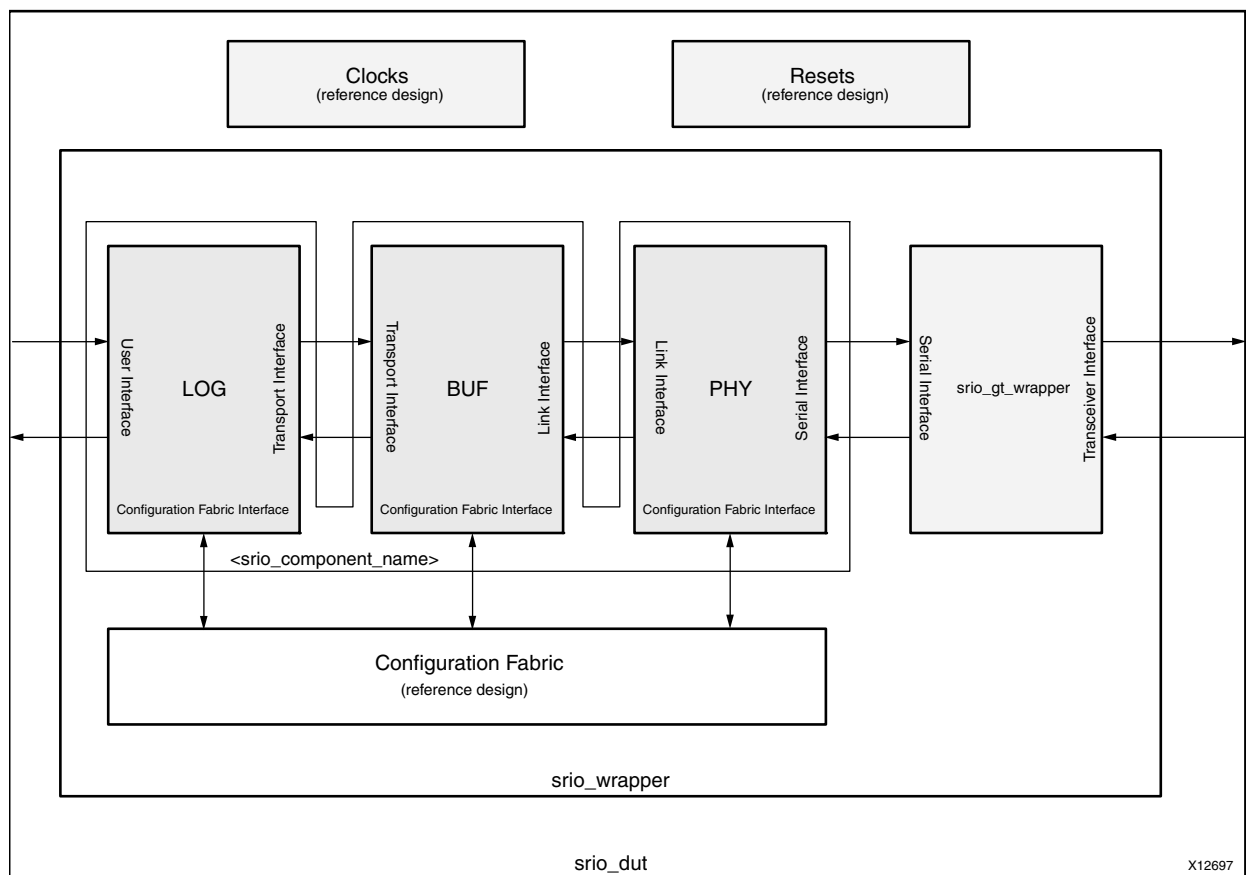 Clocks
(reference design)
Resets
(reference design)
User Interface
LOG
Transport Interface
Configuration Fabric Interface
Transport Interface
BUF
Link Interface
Configuration Fabric Interface
Link Interface
PHY
Serial Interface
Configuration Fabric Interface
Serial Interface
srio_gt_wrapper
Transceiver Interface
<srio_component_name>
Configuration Fabric
(reference design)
srio_wrapper
srio_dut
X12697